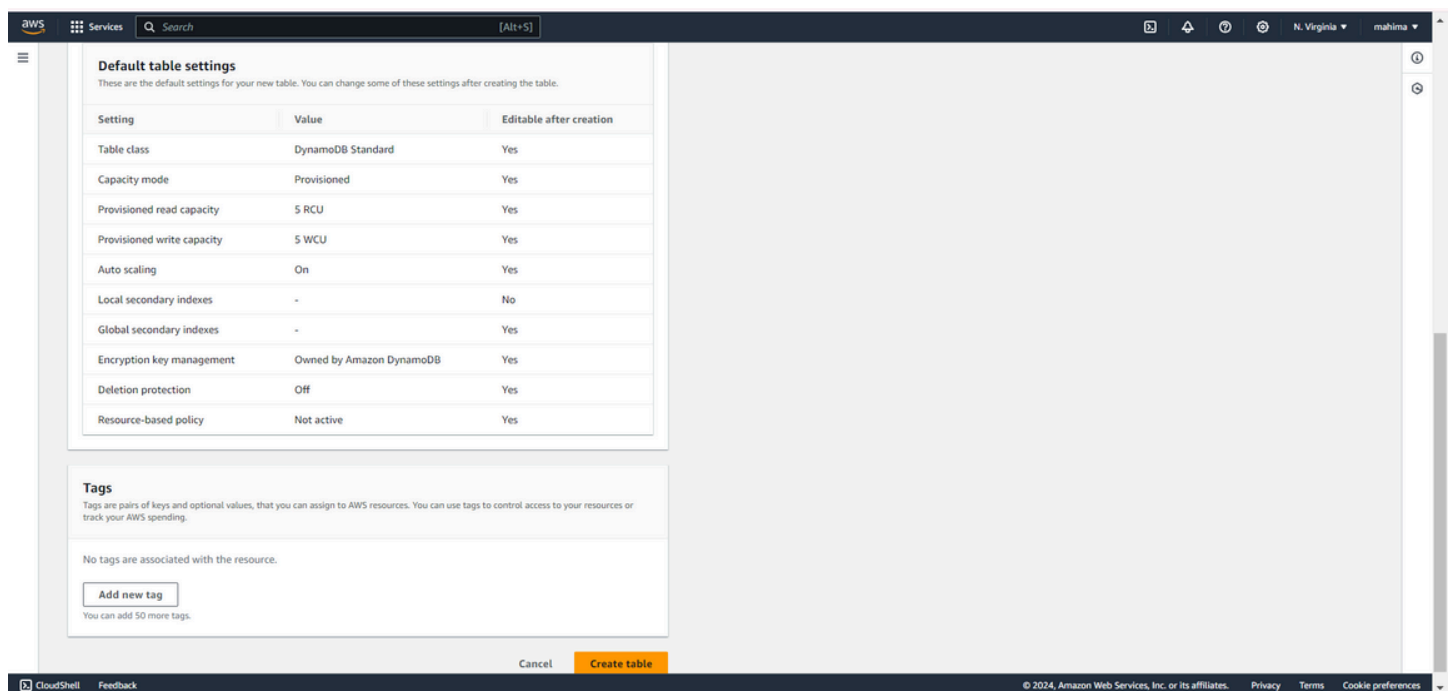 aws Services Search [Alt+S] N. Virginia mahima
Default table settings
These are the default settings for your new table. You can change some of these settings after creating the table.
Setting Value Editable after creation
Table class DynamoDB Standard Yes
Capacity mode Provisioned Yes
Provisioned read capacity 5 RCU Yes
Provisioned write capacity 5 WCU Yes
Auto scaling On Yes
Local secondary indexes - No
Global secondary indexes - Yes
Encryption key management Owned by Amazon DynamoDB Yes
Deletion protection Off Yes
Resource-based policy Not active Yes
Tags
Tags are pairs of keys and optional values, that you can assign to AWS resources. You can use tags to control access to your resources or
track your AWS spending.
No tags are associated with the resource.
Add new tag
You can add 50 more tags.
Cancel Create table
CloudShell Feedback © 2024, Amazon Web Services, Inc. or its affiliates. Privacy Terms Cookie preferences